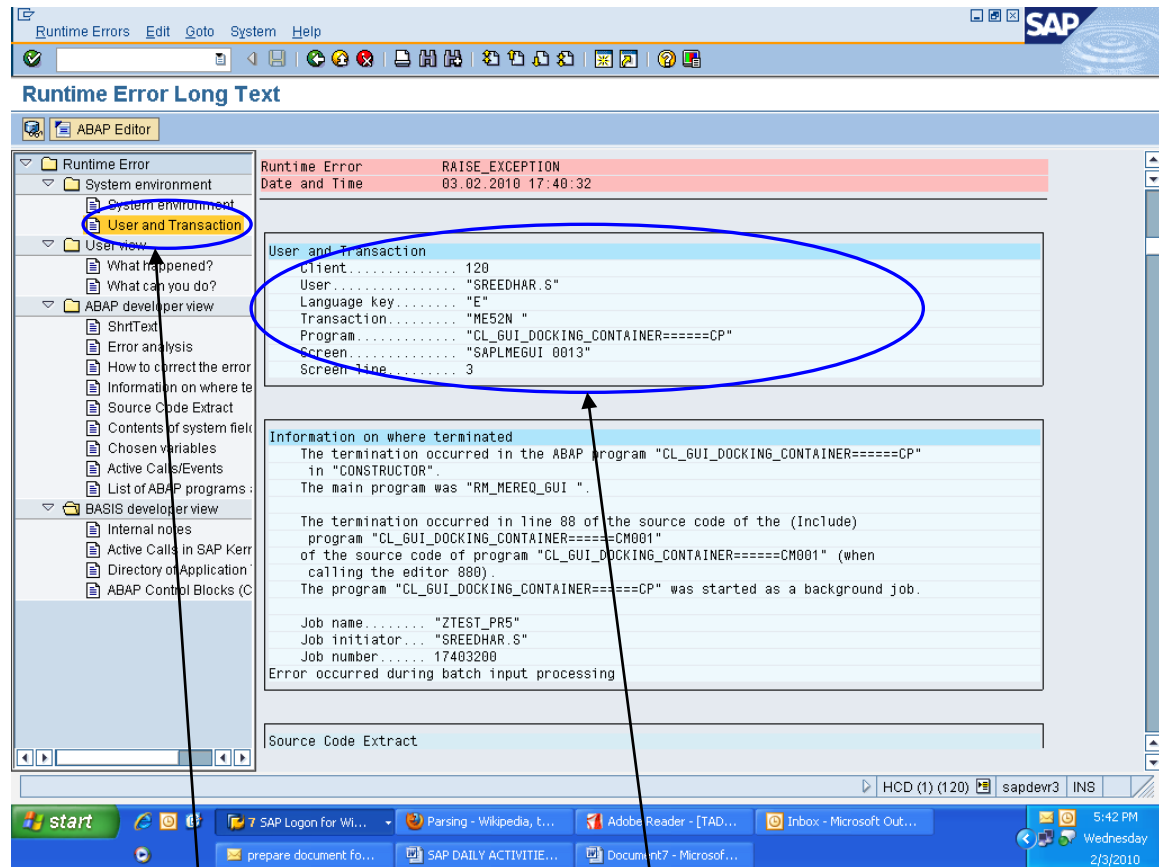 Runtime Errors Edit Goto System Help
SAP
Runtime Error Long Text
ABAP Editor
Runtime Error
System environment
System environment
User and Transaction
User view
What happened?
What can you do?
ABAP developer view
ShrtText
Error analysis
How to correct the error
Information on where te
Source Code Extract
Contents of system field
Chosen variables
Active Calls/Events
List of ABAP programs
BASIS developer view
Internal notes
Active Calls in SAP Kerr
Directory of Application
ABAP Control Blocks (C
Runtime Error RAISE_EXCEPTION
Date and Time 03.02.2010 17:40:32
User and Transaction
Client.............. 120
User................ "SREEDHAR.S"
Language key........ "E"
Transaction......... "ME52N "
Program............. "CL_GUI_DOCKING_CONTAINER======CP"
Screen.............. "SAPLMEGUI 0013"
Screen line......... 3
Information on where terminated
The termination occurred in the ABAP program "CL_GUI_DOCKING_CONTAINER======CP"
in "CONSTRUCTOR".
The main program was "RM_MEREQ_GUI ".
The termination occurred in line 88 of the source code of the (Include)
program "CL_GUI_DOCKING_CONTAINER======CM001"
of the source code of program "CL_GUI_DOCKING_CONTAINER======CM001" (when
calling the editor 880).
The program "CL_GUI_DOCKING_CONTAINER======CP" was started as a background job.
Job name........ "ZTEST_PR5"
Job initiator... "SREEDHAR.S"
Job number...... 17403200
Error occurred during batch input processing
Source Code Extract
HCD (1) (120) sapdevr3 INS
start
7 SAP Logon for Wi...
Parsing - Wikipedia, t...
Adobe Reader - [TAD...
Inbox - Microsoft Out...
5:42 PM
prepare document fo...
SAP DAILY ACTIVITIE...
Document7 - Microsof...
Wednesday
2/3/2010